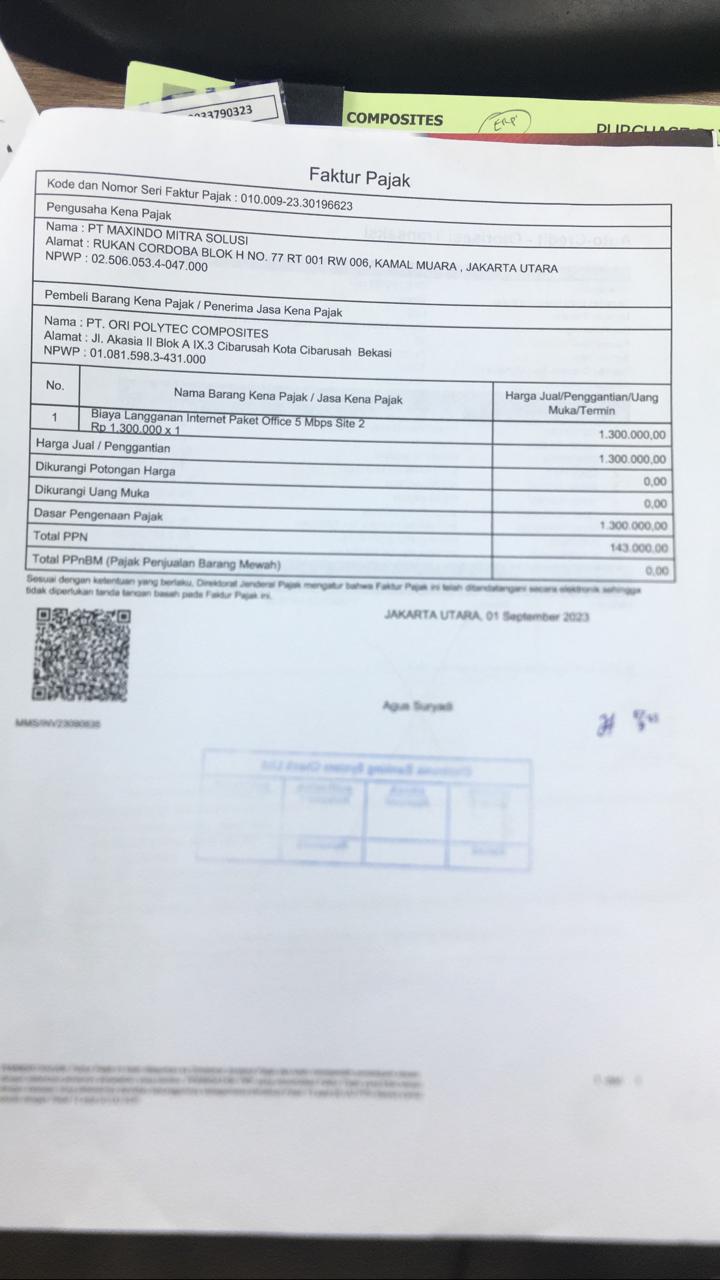 33790323
COMPOSITES
ERP
Faktur Pajak
Kode dan Nomor Seri Faktur Pajak : 010.009-23.30196623
Pengusaha Kena Pajak
Nama : PT MAXINDO MITRA SOLUSI
Alamat : RUKAN CORDOBA BLOK H NO. 77 RT 001 RW 006, KAMAL MUARA , JAKARTA UTARA
NPWP : 02.506.053.4-047.000
Pembeli Barang Kena Pajak / Penerima Jasa Kena Pajak
Nama : PT. ORI POLYTEC COMPOSITES
Alamat : Jl. Akasia II Blok A IX.3 Cibarusah Kota Cibarusah Bekasi
NPWP : 01.081.598.3-431.000
No. Nama Barang Kena Pajak / Jasa Kena Pajak Harga Jual/Penggantian/Uang
Muka/Termin
1 Biaya Langganan Internet Paket Office 5 Mbps Site 2
Rp 1.300.000 x 1 1.300.000,00
Harga Jual / Penggantian 1.300.000,00
Dikurangi Potongan Harga 0,00
Dikurangi Uang Muka 0,00
Dasar Pengenaan Pajak 1.300.000,00
Total PPN 143.000,00
Total PPnBM (Pajak Penjualan Barang Mewah) 0,00
Sesuai dengan ketentuan yang berlaku, Direktorat Jenderal Pajak mengatur bahwa Faktur Pajak ini telah ditandatangani secara elektronik sehingga
tidak diperlukan tanda tangan basah pada Faktur Pajak ini.
JAKARTA UTARA, 01 September 2023
Agus Suryadi
MMS/INV23090635